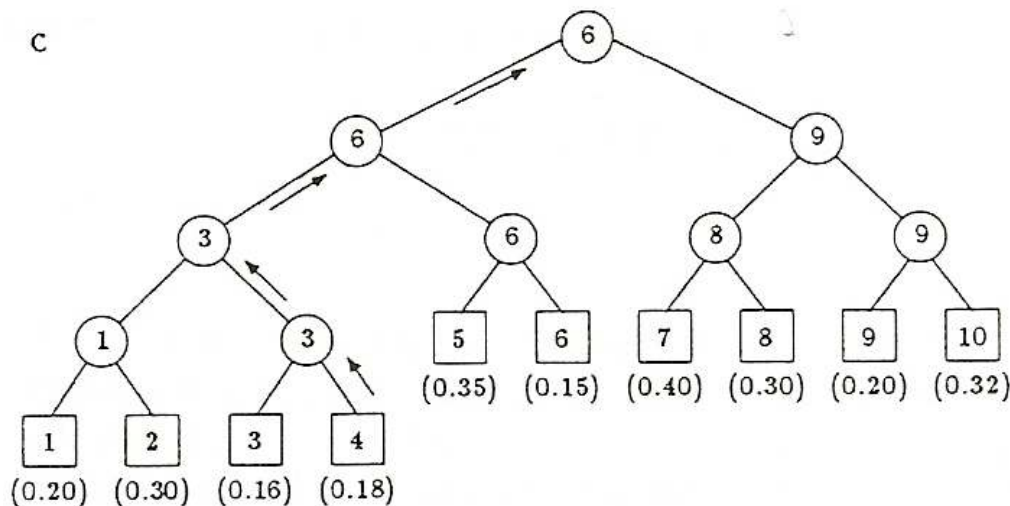 C
6
6 9
3 6 8 9
1 3 5 6 7 8 9 10
(0.35) (0.15) (0.40) (0.30) (0.20) (0.32)
1 2 3 4
(0.20) (0.30) (0.16) (0.18)